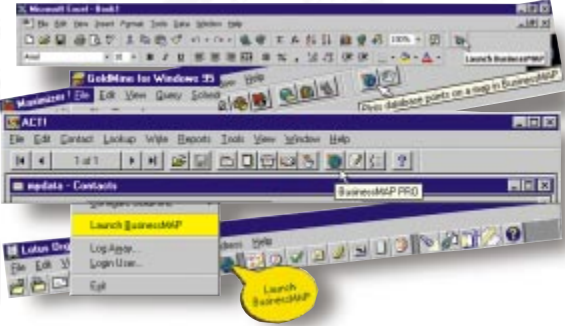 Microsoft Excel - Book1
File Edit View Insert Format Tools Data Window Help
100%
Arial
B I U
Launch BusinessMAP
GoldMine for Windows 95
Maximizer
File Edit View Query
Help
Plots database points on a map in BusinessMAP
ACT!
File Edit Contact Lookup Write Reports Tools View Window Help
1 of 1
BusinessMAP PRO
mydata - Contacts
Launch BusinessMAP
Log Away...
Login User...
Exit
Lotus
File Edit
Help
Launch
BusinessMAP